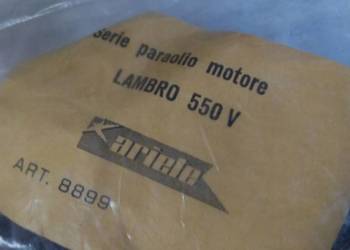 Serie paraolio motore
LAMBRO 550 V
ariete
ART. 8899